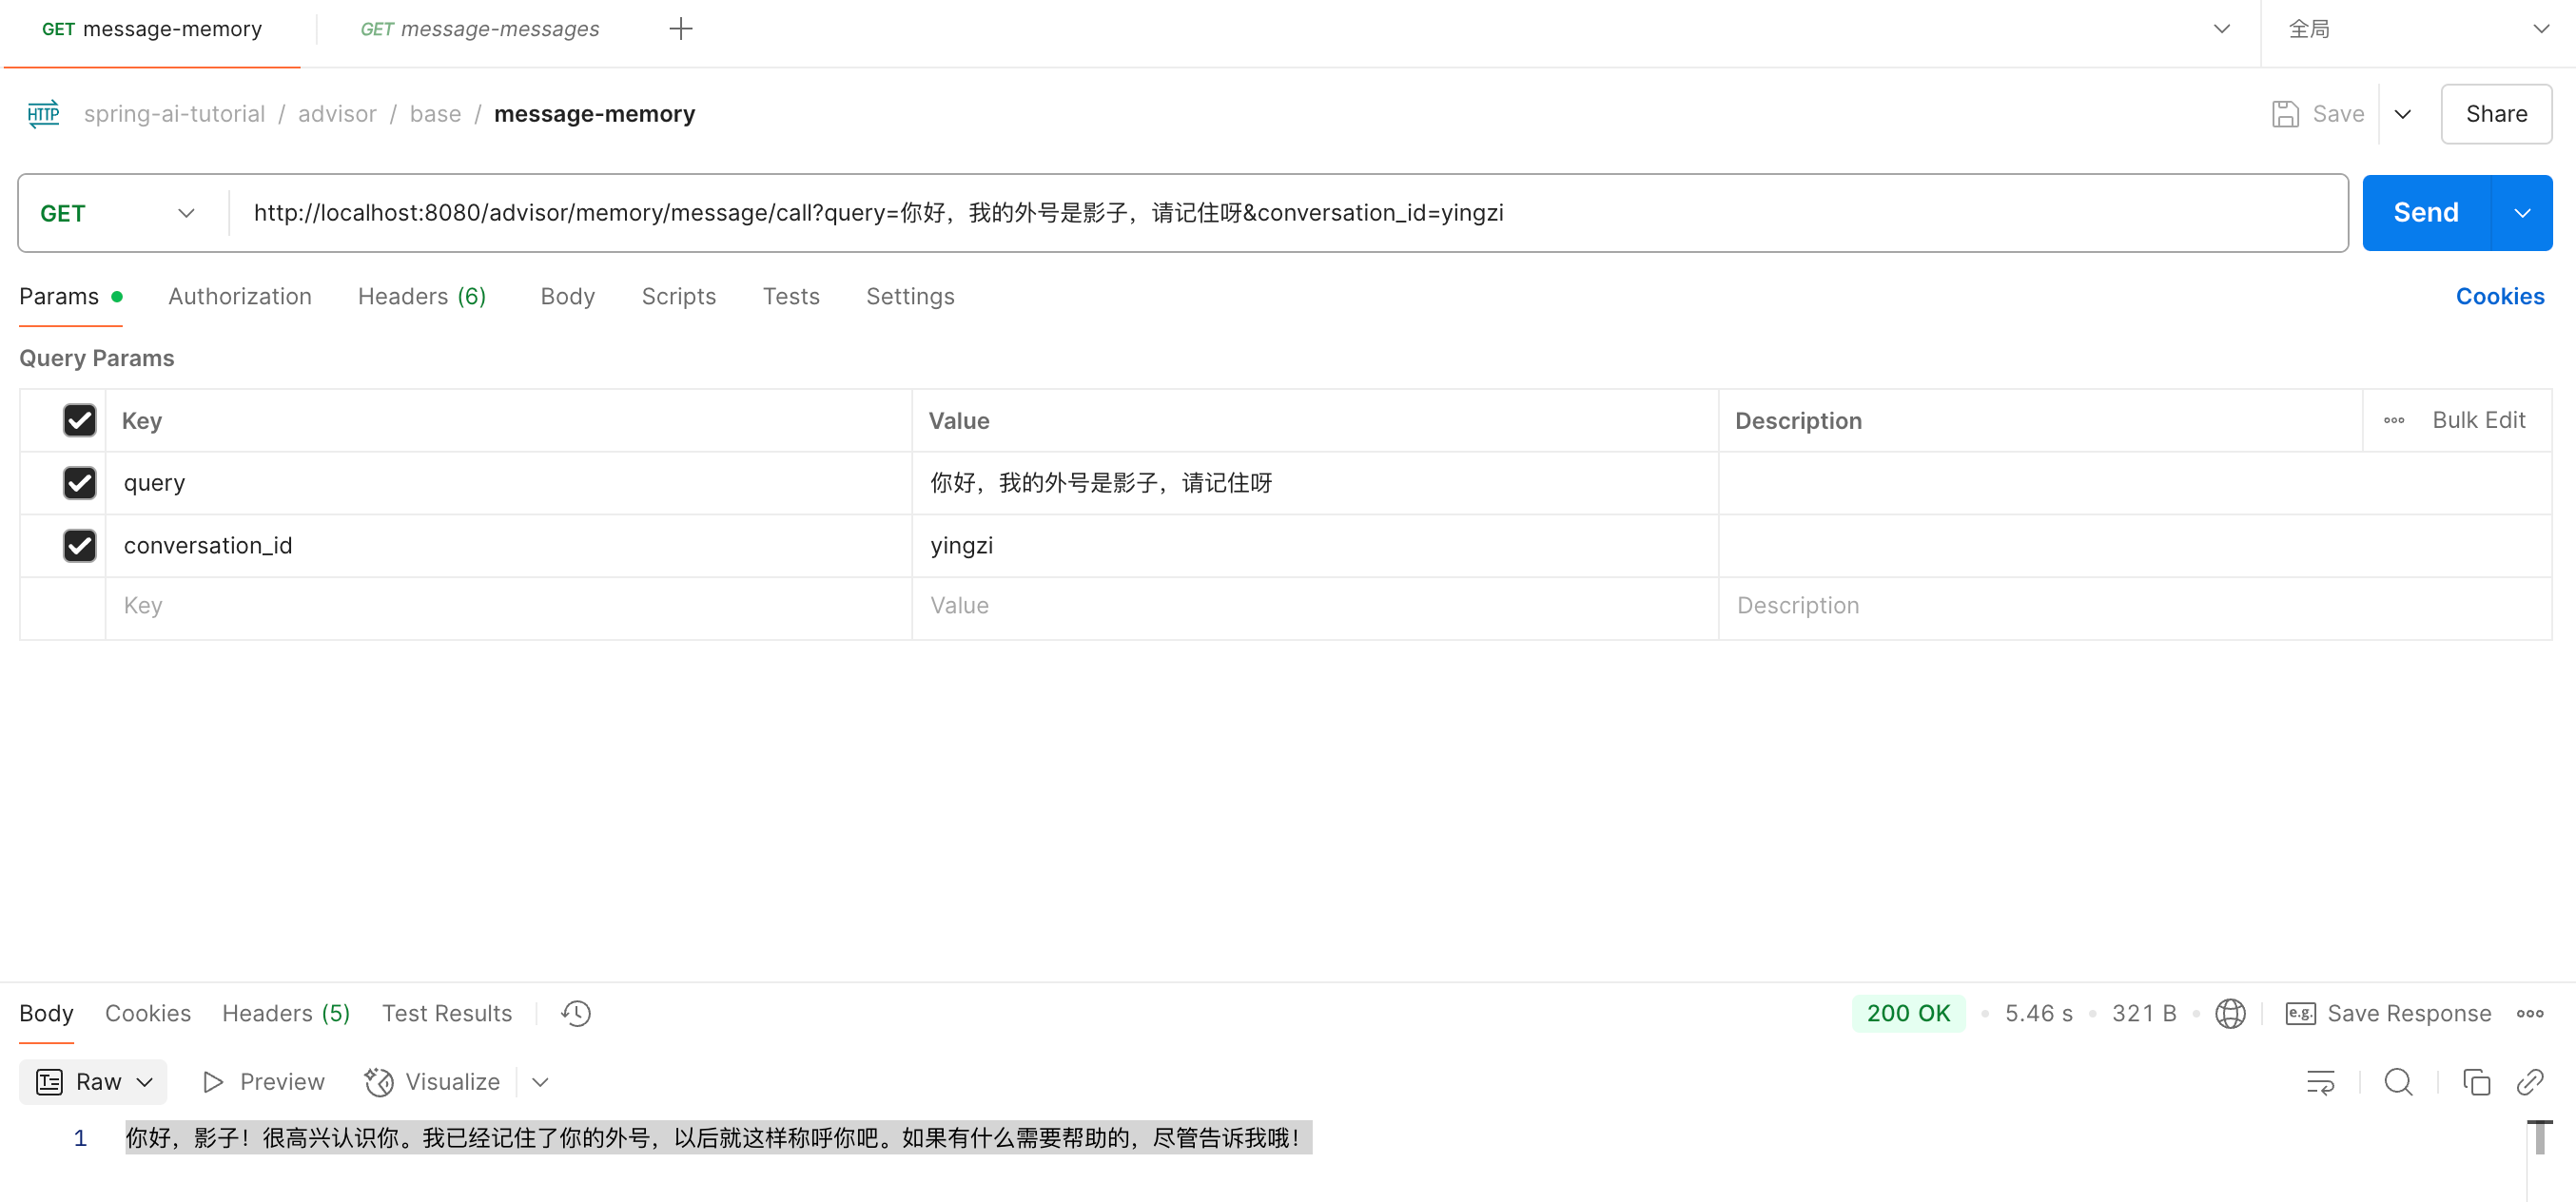 GET message-memory GET message-messages 全局
HTTP spring-ai-tutorial / advisor / base / message-memory Save Share
GET http://localhost:8080/advisor/memory/message/call?query=你好，我的外号是影子，请记住呀&conversation_id=yingzi Send
Params Authorization Headers (6) Body Scripts Tests Settings Cookies
Query Params
Key Value Description Bulk Edit
query 你好，我的外号是影子，请记住呀
conversation_id yingzi
Key Value Description
Body Cookies Headers (5) Test Results 200 OK 5.46 s 321 B e.g. Save Response
Raw Preview Visualize
1 你好，影子！很高兴认识你。我已经记住了你的外号，以后就这样称呼你吧。如果有什么需要帮助的，尽管告诉我哦！